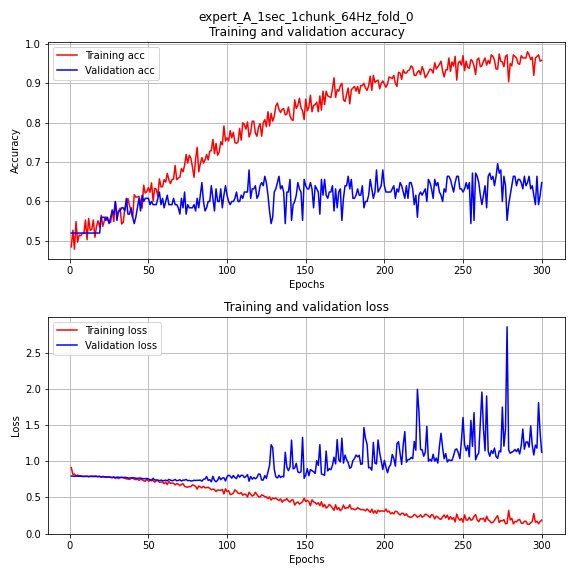 expert_A_1sec_1chunk_64Hz_fold_0
Training and validation accuracy
1.0
0.9
0.8
0.7
0.6
0.5
Accuracy
Training acc
Validation acc
0
50
100
150
200
250
300
Epochs
Training and validation loss
2.5
2.0
1.5
1.0
0.5
0.0
Loss
Training loss
Validation loss
0
50
100
150
200
250
300
Epochs